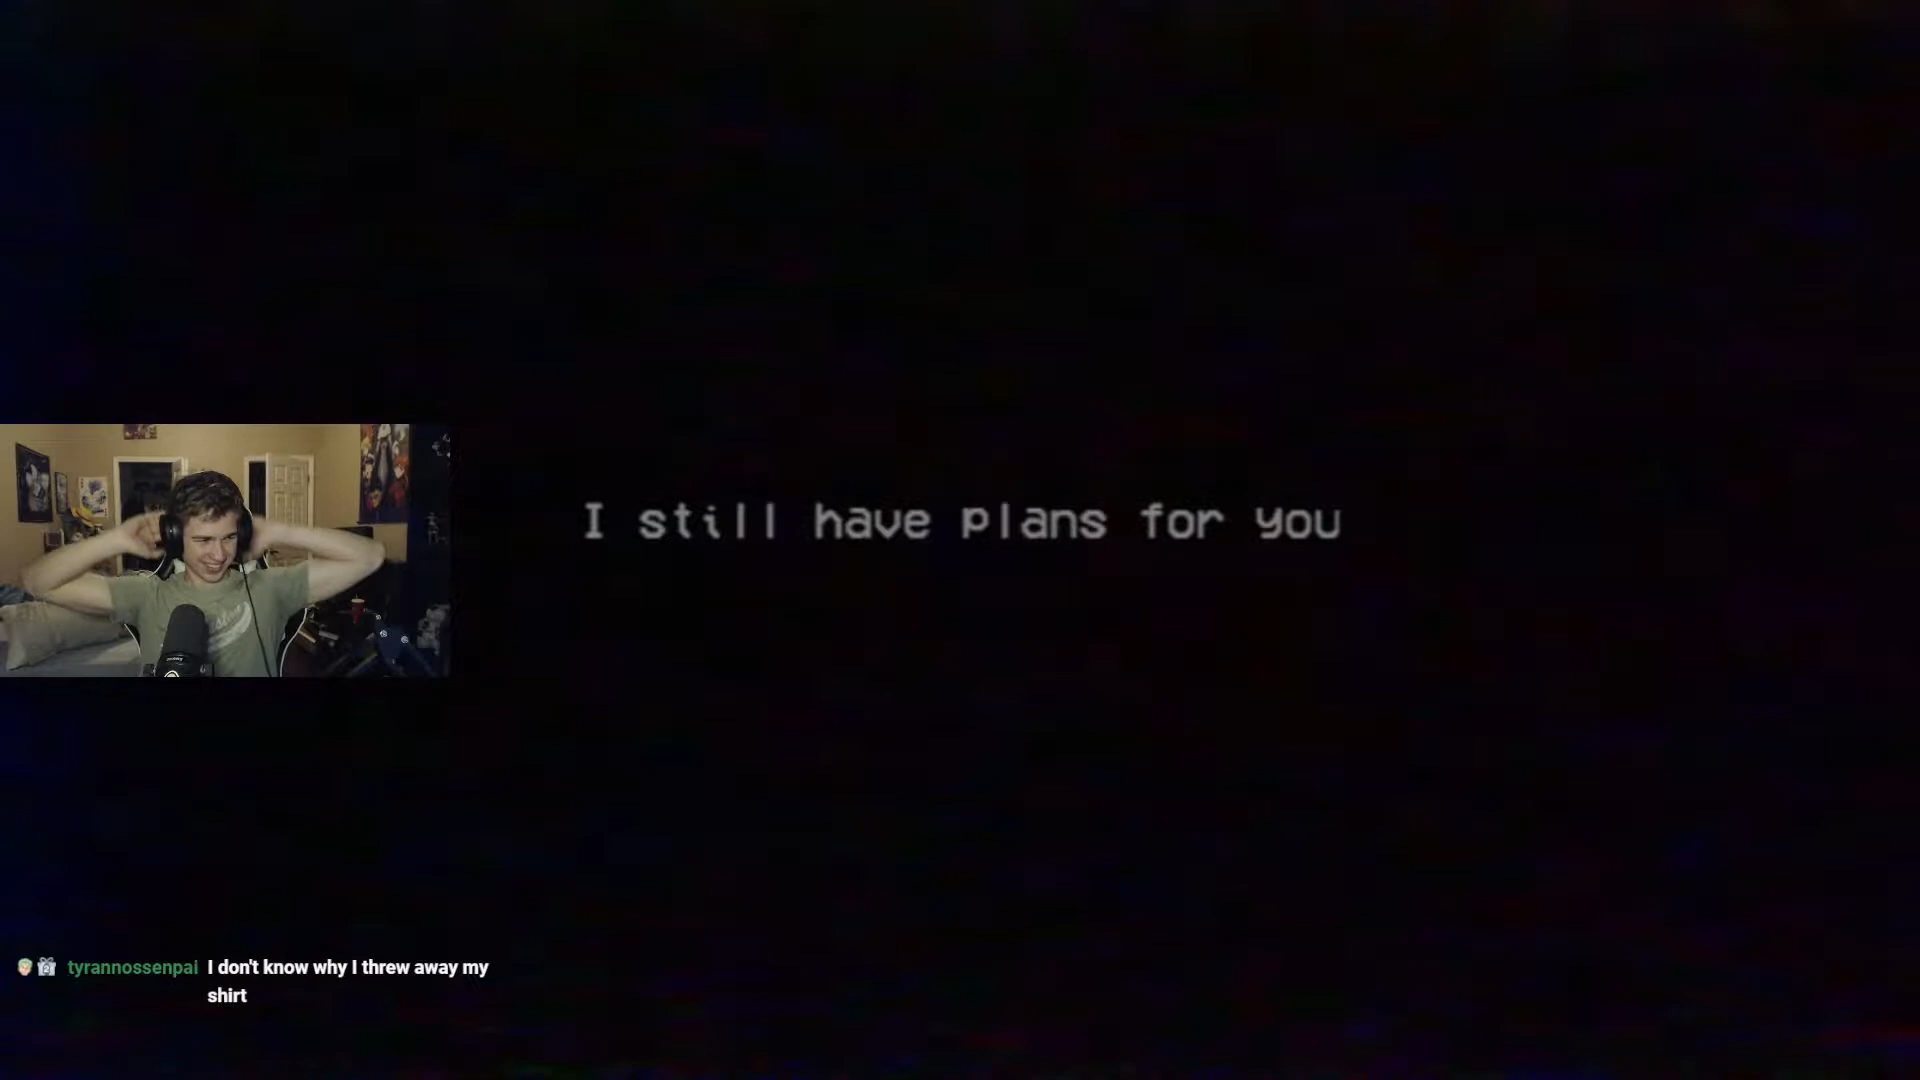 I still have plans for you
tyrannossenpai I don't know why I threw away my
shirt